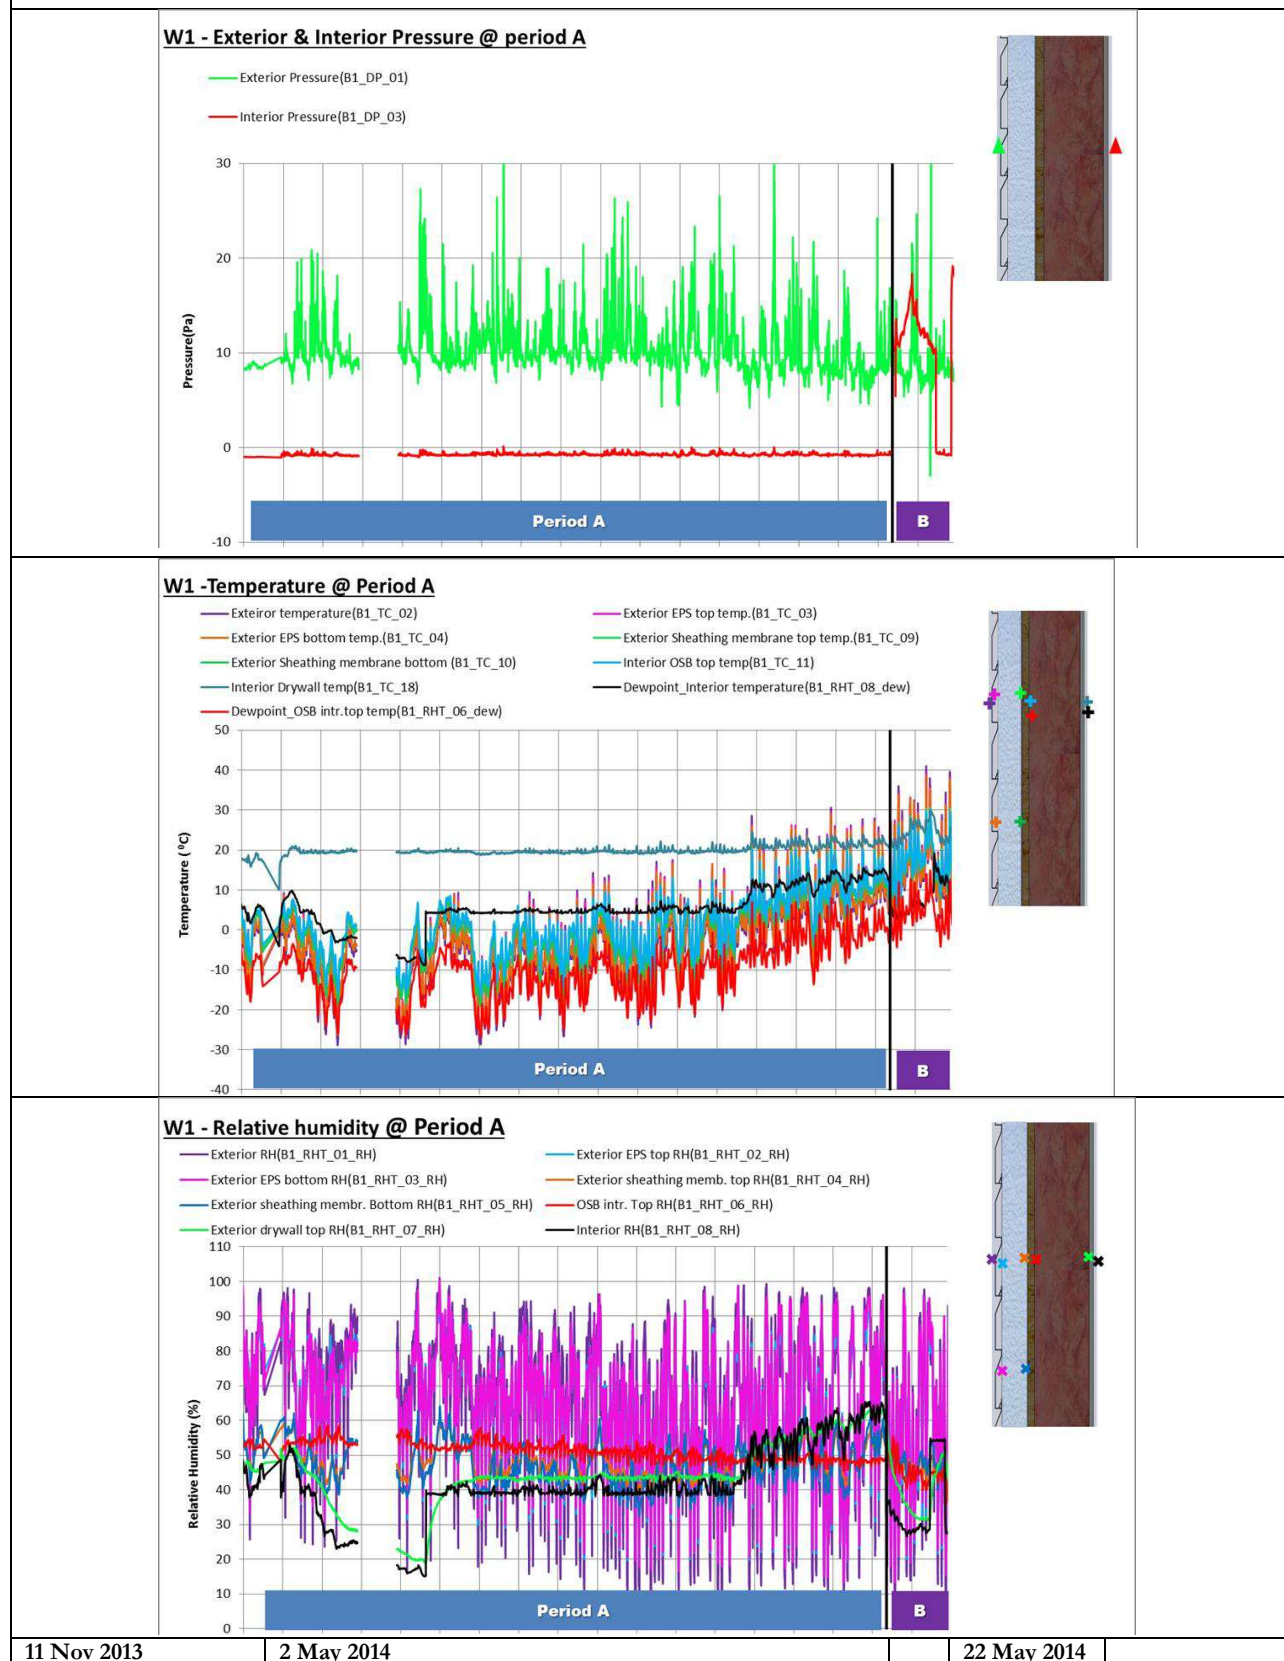 W1 - Exterior & Interior Pressure @ period A
Exterior Pressure(B1_DP_01)
Interior Pressure(B1_DP_03)
Pressure(Pa)
30
20
10
0
-10
Period A
B
W1 -Temperature @ Period A
Exteiror temperature(B1_TC_02)
Exterior EPS top temp.(B1_TC_03)
Exterior EPS bottom temp.(B1_TC_04)
Exterior Sheathing membrane top temp.(B1_TC_09)
Exterior Sheathing membrane bottom (B1_TC_10)
Interior OSB top temp(B1_TC_11)
Interior Drywall temp(B1_TC_18)
Dewpoint_Interior temperature(B1_RHT_08_dew)
Dewpoint_OSB intr.top temp(B1_RHT_06_dew)
Temperature ( ⁰C)
50
40
30
20
10
0
-10
-20
-30
-40
Period A
B
W1 - Relative humidity @ Period A
Exterior RH(B1_RHT_01_RH)
Exterior EPS top RH(B1_RHT_02_RH)
Exterior EPS bottom RH(B1_RHT_03_RH)
Exterior sheathing memb. top RH(B1_RHT_04_RH)
Exterior sheathing membr. Bottom RH(B1_RHT_05_RH)
OSB intr. Top RH(B1_RHT_06_RH)
Exterior drywall top RH(B1_RHT_07_RH)
Interior RH(B1_RHT_08_RH)
Relative Humidity (%)
110
100
90
80
70
60
50
40
30
20
10
0
Period A
B
11 Nov 2013
2 May 2014
22 May 2014